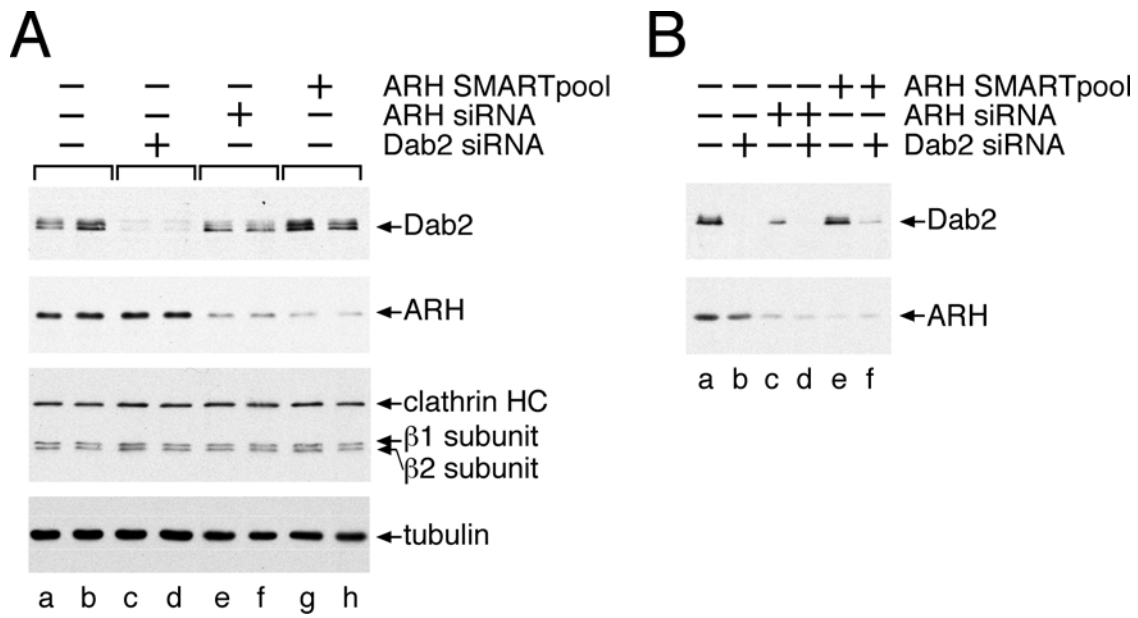 A
− − − + ARH SMARTpool
− − + − ARH siRNA
− + − − Dab2 siRNA
Dab2
ARH
clathrin HC
β1 subunit
β2 subunit
tubulin
a b c d e f g h
B
− − − − + + ARH SMARTpool
− − + + − − ARH siRNA
− + − + − + Dab2 siRNA
Dab2
ARH
a b c d e f